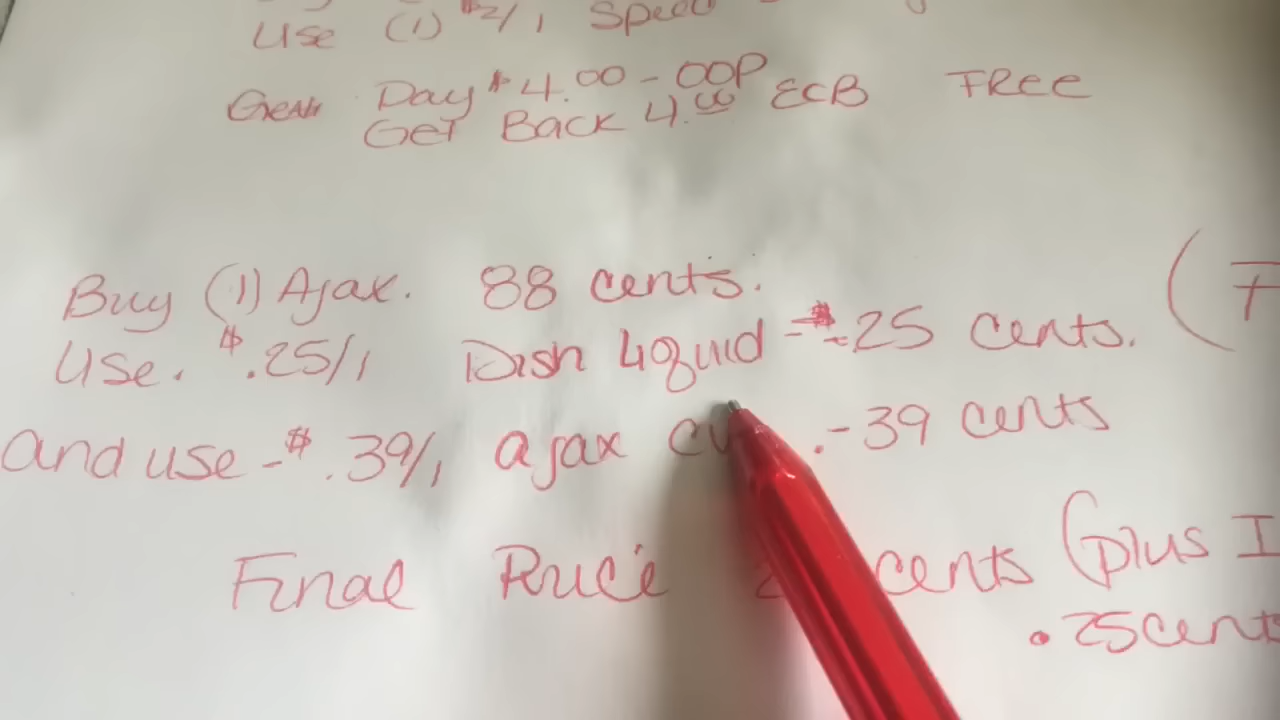 Use (1) $2/1 Speed
Gear Day $4.00 - OOP
Get Back 4.00 ECB FREE
Buy (1) Ajax. 88 cents.
Use. $.25/1 Dish Liquid - $.25 cents.
And use -$.39/1 ajax .-39 cents
Final Price cents (plus I
.25 cents